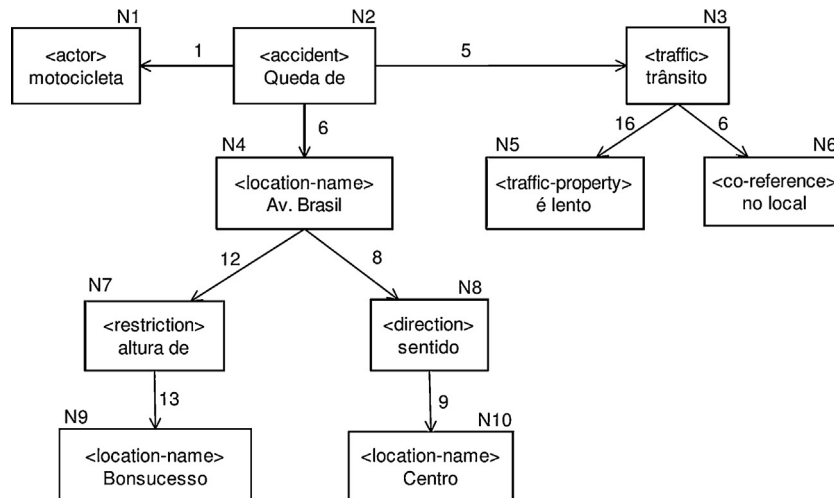 N1
N2
N3
<actor>
motocicleta
1
<accident>
Queda de
5
<traffic>
trânsito
6
16
6
N4
N5
N6
<location-name>
Av. Brasil
<traffic-property>
é lento
<co-reference>
no local
12
8
N7
N8
<restriction>
altura de
<direction>
sentido
13
9
N9
N10
<location-name>
Bonsucesso
<location-name>
Centro